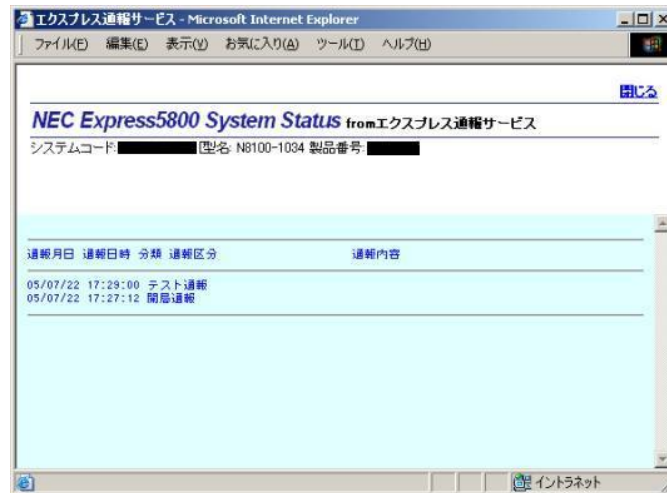 エクスプレス通報サービス - Microsoft Internet Explorer
ファイル(F) 編集(E) 表示(V) お気に入り(A) ツール(T) ヘルプ(H)
閉じる
NEC Express5800 System Status fromエクスプレス通報サービス
システムコード: 型名: N8100-1034 製品番号:
通報月日 通報日時 分類 通報区分 通報内容
05/07/22 17:29:00 テスト通報
05/07/22 17:27:12 開局通報
イントラネット